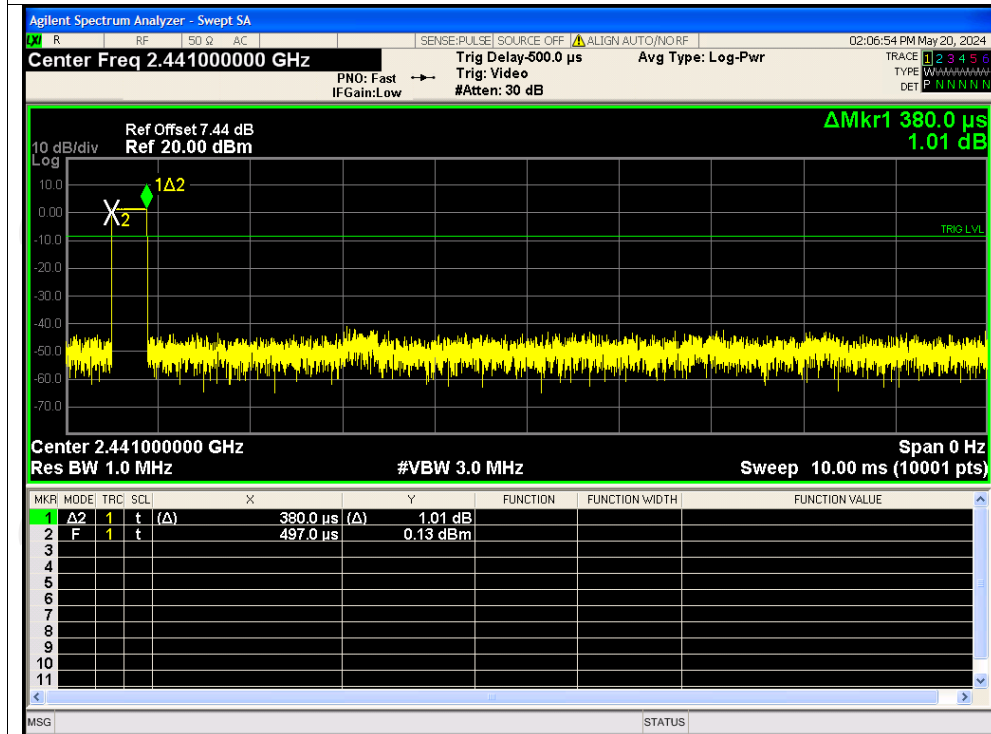 Agilent Spectrum Analyzer - Swept SA
LXI R RF 50 Ω AC SENSE:PULSE SOURCE OFF ALIGN AUTO/NO RF 02:06:54 PM May 20, 2024
Center Freq 2.441000000 GHz
PNO: Fast
IFGain:Low
Trig Delay-500.0 µs
Trig: Video
#Atten: 30 dB
Avg Type: Log-Pwr
TRACE 1 2 3 4 5 6
TYPE
DET P N N N N N
ΔMkr1 380.0 µs
1.01 dB
Ref Offset 7.44 dB
10 dB/div Ref 20.00 dBm
Log
10.0
1Δ2
0.00
2
TRIG LVL
-10.0
-20.0
-30.0
-40.0
-50.0
-60.0
-70.0
Center 2.441000000 GHz Span 0 Hz
Res BW 1.0 MHz #VBW 3.0 MHz Sweep 10.00 ms (10001 pts)
MKR MODE TRC SCL X Y FUNCTION FUNCTION WIDTH FUNCTION VALUE
1 Δ2 1 t (Δ) 380.0 µs (Δ) 1.01 dB
2 F 1 t 497.0 µs 0.13 dBm
3
4
5
6
7
8
9
10
11
MSG STATUS